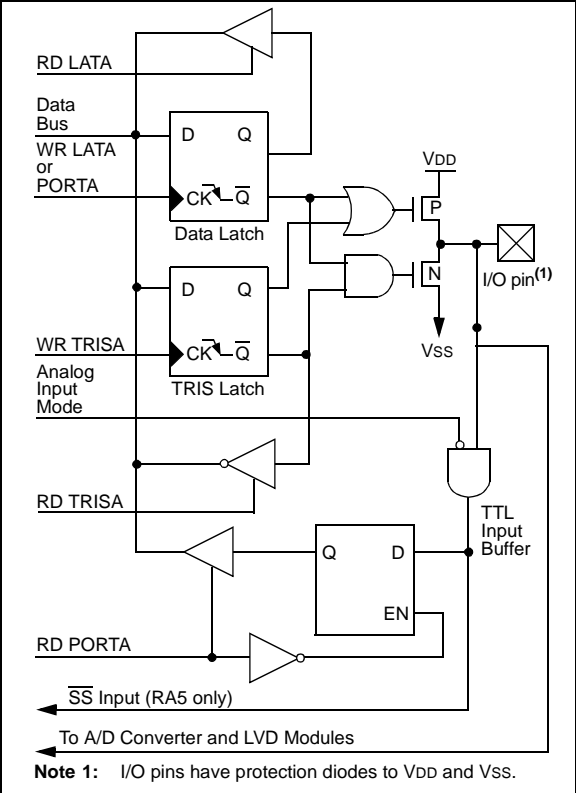 RD LATA
Data
Bus
WR LATA
or
PORTA
D Q
CK Q̅
Data Latch
VDD
P
N
I/O pin(1)
VSS
D Q
CK Q̅
TRIS Latch
WR TRISA
Analog
Input
Mode
RD TRISA
TTL
Input
Buffer
Q D
EN
RD PORTA
S̅S̅ Input (RA5 only)
To A/D Converter and LVD Modules
Note 1: I/O pins have protection diodes to VDD and VSS.